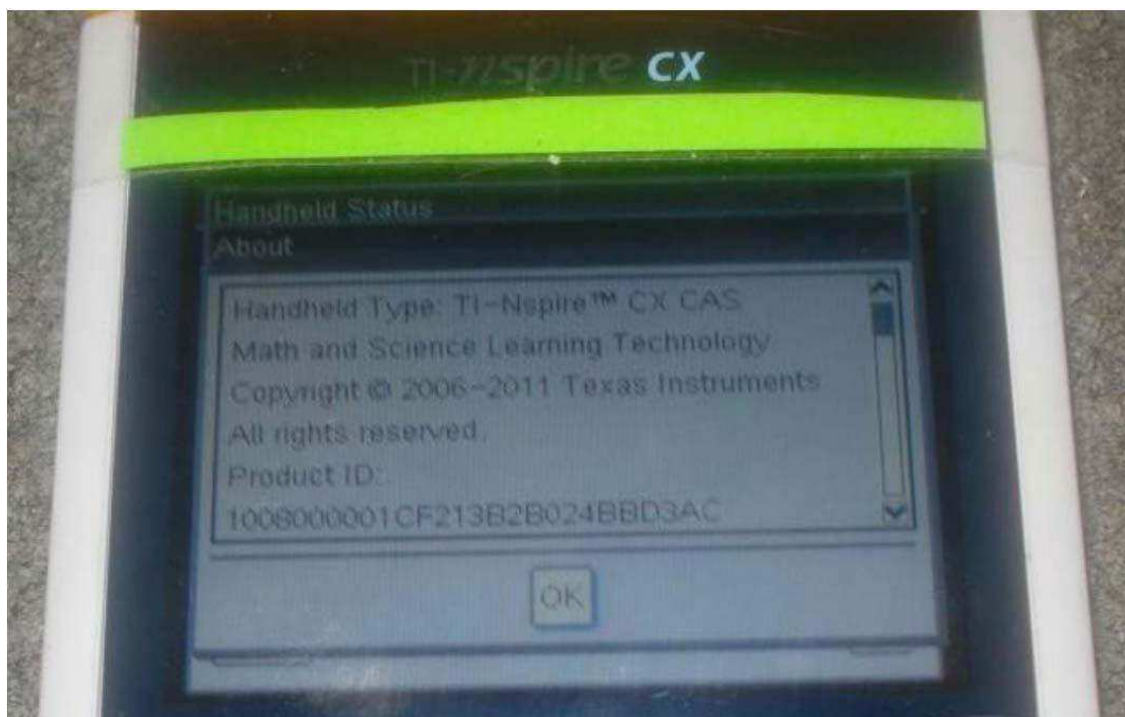 TI-nspire CX
Handheld Status
About
Handheld Type: TI-Nspire™ CX CAS
Math and Science Learning Technology
Copyright © 2006-2011 Texas Instruments
All rights reserved.
Product ID:
1008000001CF213B2B024BBD3AC
OK